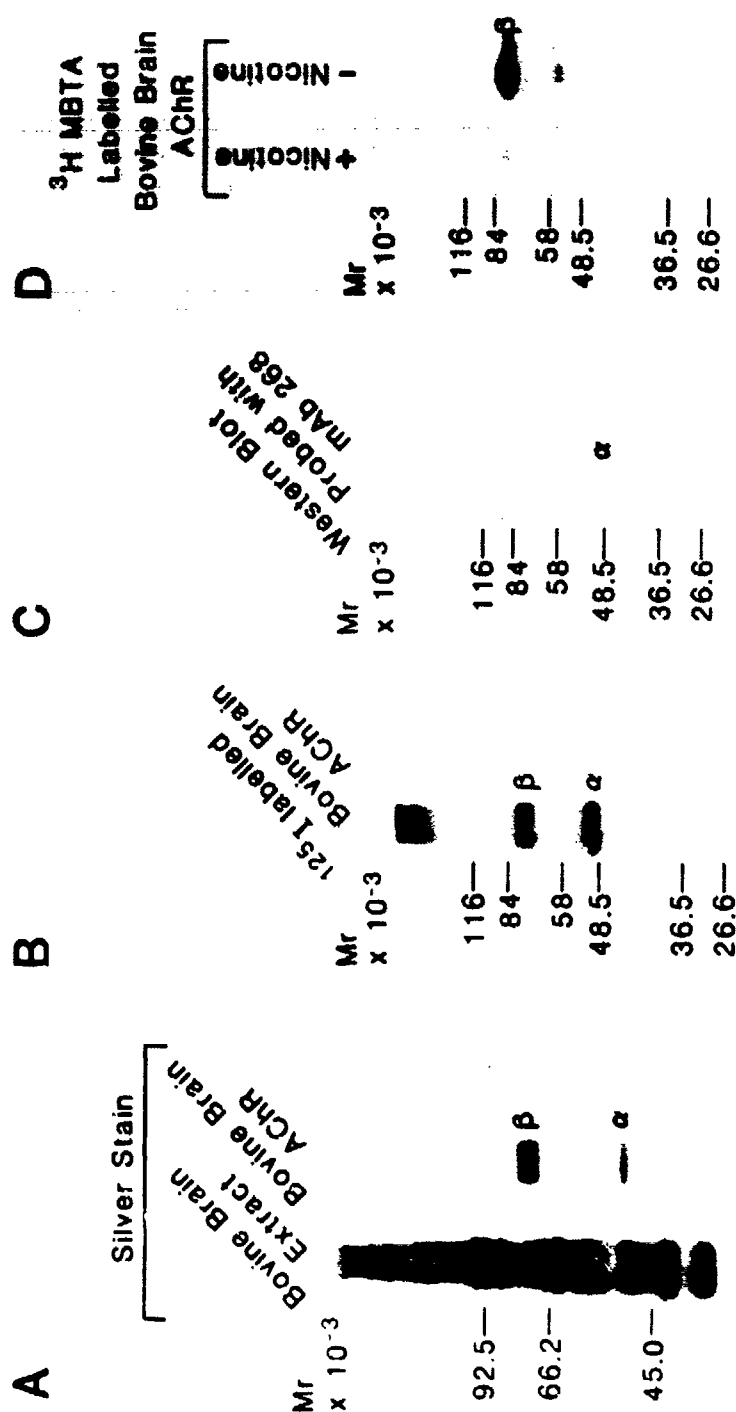 A
Silver Stain
Bovine Brain
Extract
Bovine Brain
AChR
Mr
x 10⁻³
92.5—
66.2—
45.0—
β
α
B
¹²⁵I labelled
Bovine Brain
AChR
Mr
x 10⁻³
116—
84—
58—
48.5—
36.5—
26.6—
β
α
C
Western Blot
Probed with
mAb 268
Mr
x 10⁻³
116—
84—
58—
48.5—
36.5—
26.6—
α
D
³H MBTA
Labelled
Bovine Brain
AChR
+ Nicotine
- Nicotine
Mr
x 10⁻³
116—
84—
58—
48.5—
36.5—
26.6—
β